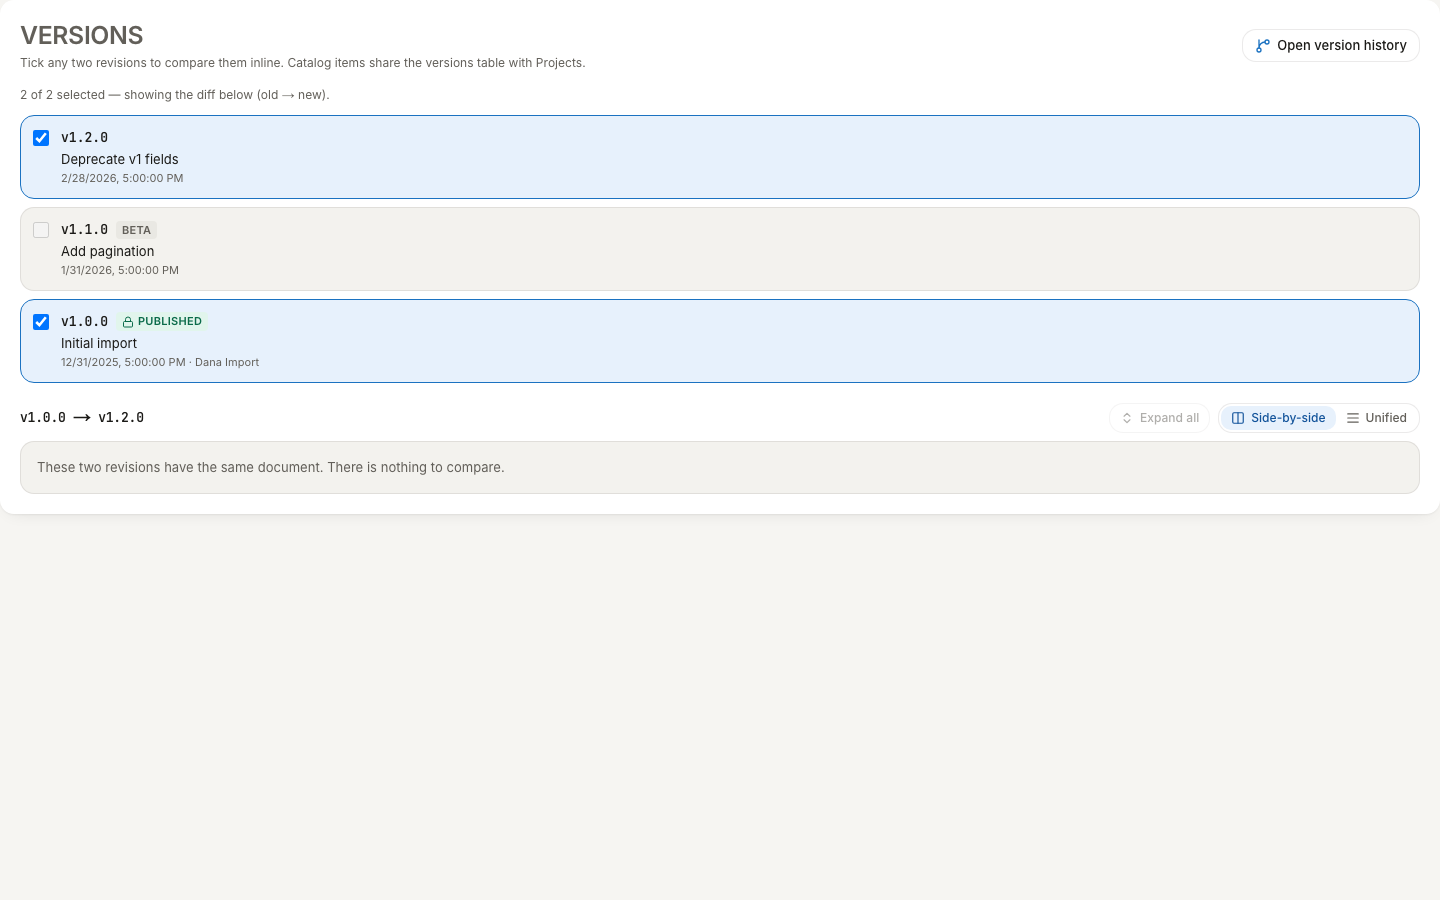 VERSIONS
Tick any two revisions to compare them inline. Catalog items share the versions table with Projects.
Open version history
2 of 2 selected — showing the diff below (old → new).
v1.2.0
Deprecate v1 fields
2/28/2026, 5:00:00 PM
v1.1.0 BETA
Add pagination
1/31/2026, 5:00:00 PM
v1.0.0 PUBLISHED
Initial import
12/31/2025, 5:00:00 PM · Dana Import
v1.0.0 → v1.2.0
Expand all Side-by-side Unified
These two revisions have the same document. There is nothing to compare.